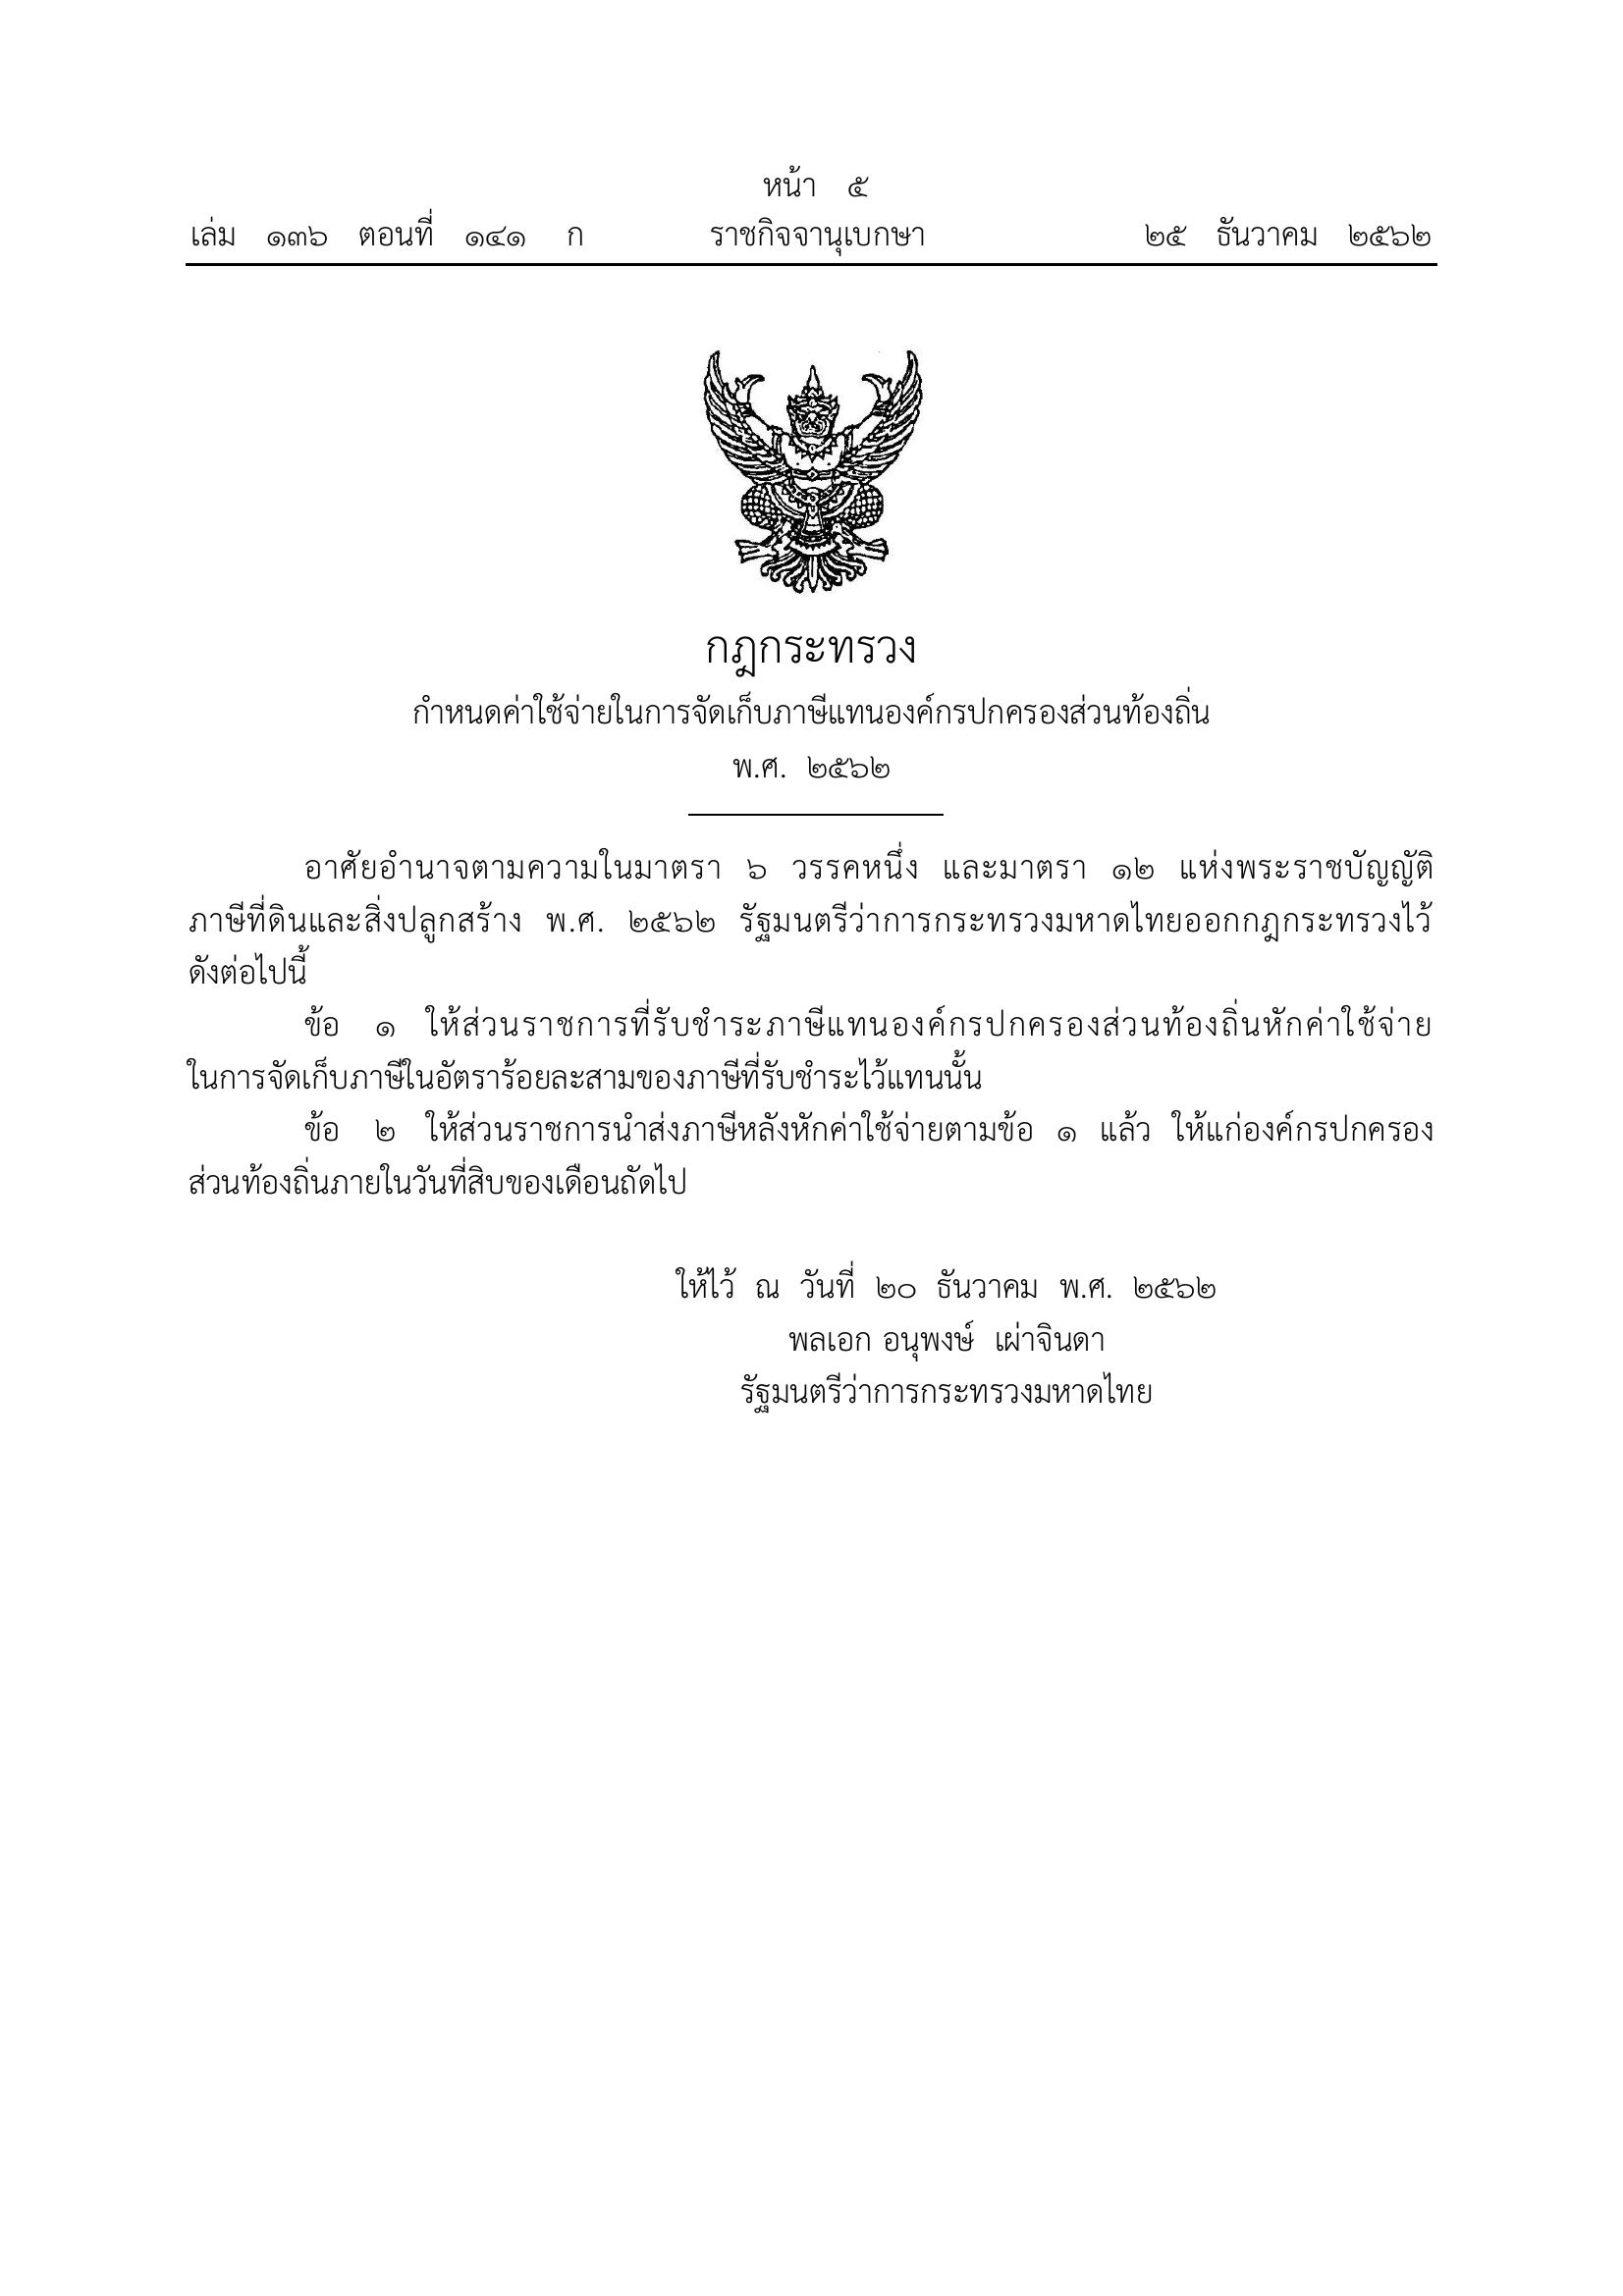 หน้า ๕
เล่ม ๑๓๖ ตอนที่ ๑๔๑ ก ราชกิจจานุเบกษา ๒๕ ธันวาคม ๒๕๖๒
กฎกระทรวง
กำหนดค่าใช้จ่ายในการจัดเก็บภาษีแทนองค์กรปกครองส่วนท้องถิ่น
พ.ศ. ๒๕๖๒
อาศัยอำนาจตามความในมาตรา ๖ วรรคหนึ่ง และมาตรา ๑๒ แห่งพระราชบัญญัติ
ภาษีที่ดินและสิ่งปลูกสร้าง พ.ศ. ๒๕๖๒ รัฐมนตรีว่าการกระทรวงมหาดไทยออกกฎกระทรวงไว้
ดังต่อไปนี้
ข้อ ๑ ให้ส่วนราชการที่รับชำระภาษีแทนองค์กรปกครองส่วนท้องถิ่นหักค่าใช้จ่าย
ในการจัดเก็บภาษีในอัตราร้อยละสามของภาษีที่รับชำระไว้แทนนั้น
ข้อ ๒ ให้ส่วนราชการนำส่งภาษีหลังหักค่าใช้จ่ายตามข้อ ๑ แล้ว ให้แก่องค์กรปกครอง
ส่วนท้องถิ่นภายในวันที่สิบของเดือนถัดไป
ให้ไว้ ณ วันที่ ๒๐ ธันวาคม พ.ศ. ๒๕๖๒
พลเอก อนุพงษ์ เผ่าจินดา
รัฐมนตรีว่าการกระทรวงมหาดไทย